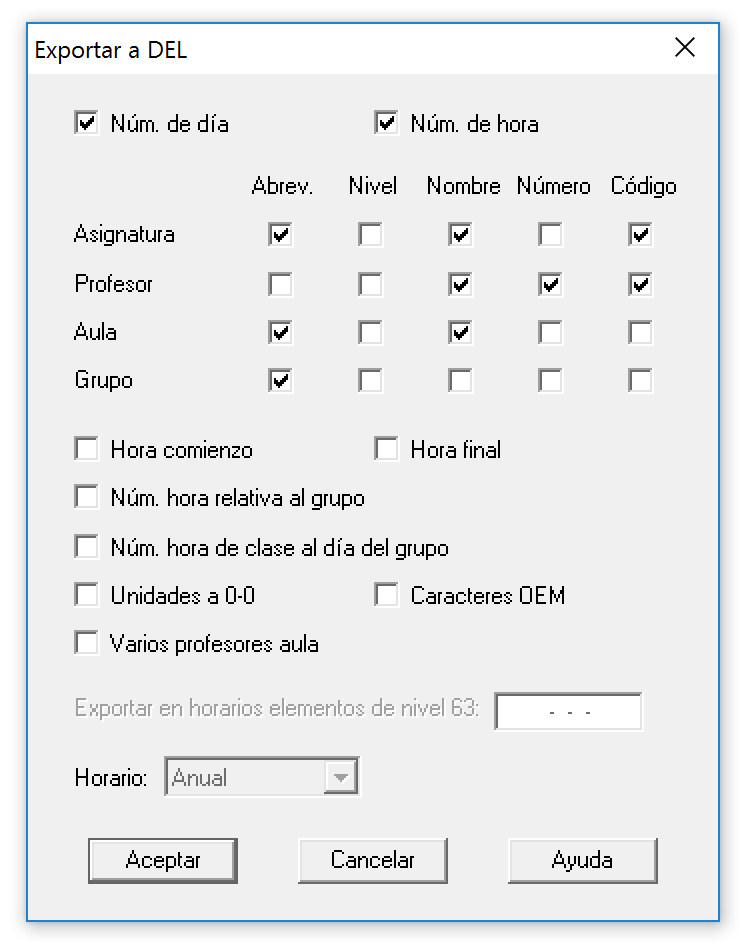 Exportar a DEL
Núm. de día Núm. de hora
Abrev. Nivel Nombre Número Código
Asignatura
Profesor
Aula
Grupo
Hora comienzo Hora final
Núm. hora relativa al grupo
Núm. hora de clase al día del grupo
Unidades a 0-0 Caracteres OEM
Varios profesores aula
Exportar en horarios elementos de nivel 63: - - -
Horario: Anual
Aceptar Cancelar Ayuda